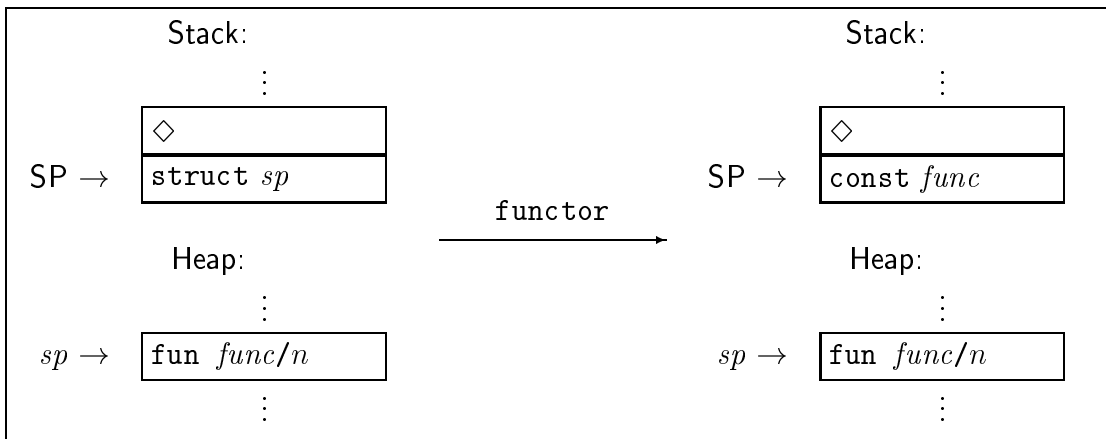 Stack:
⋮
◇
SP → struct sp
Heap:
⋮
sp → fun func/n
⋮
functor
Stack:
⋮
◇
SP → const func
Heap:
⋮
sp → fun func/n
⋮